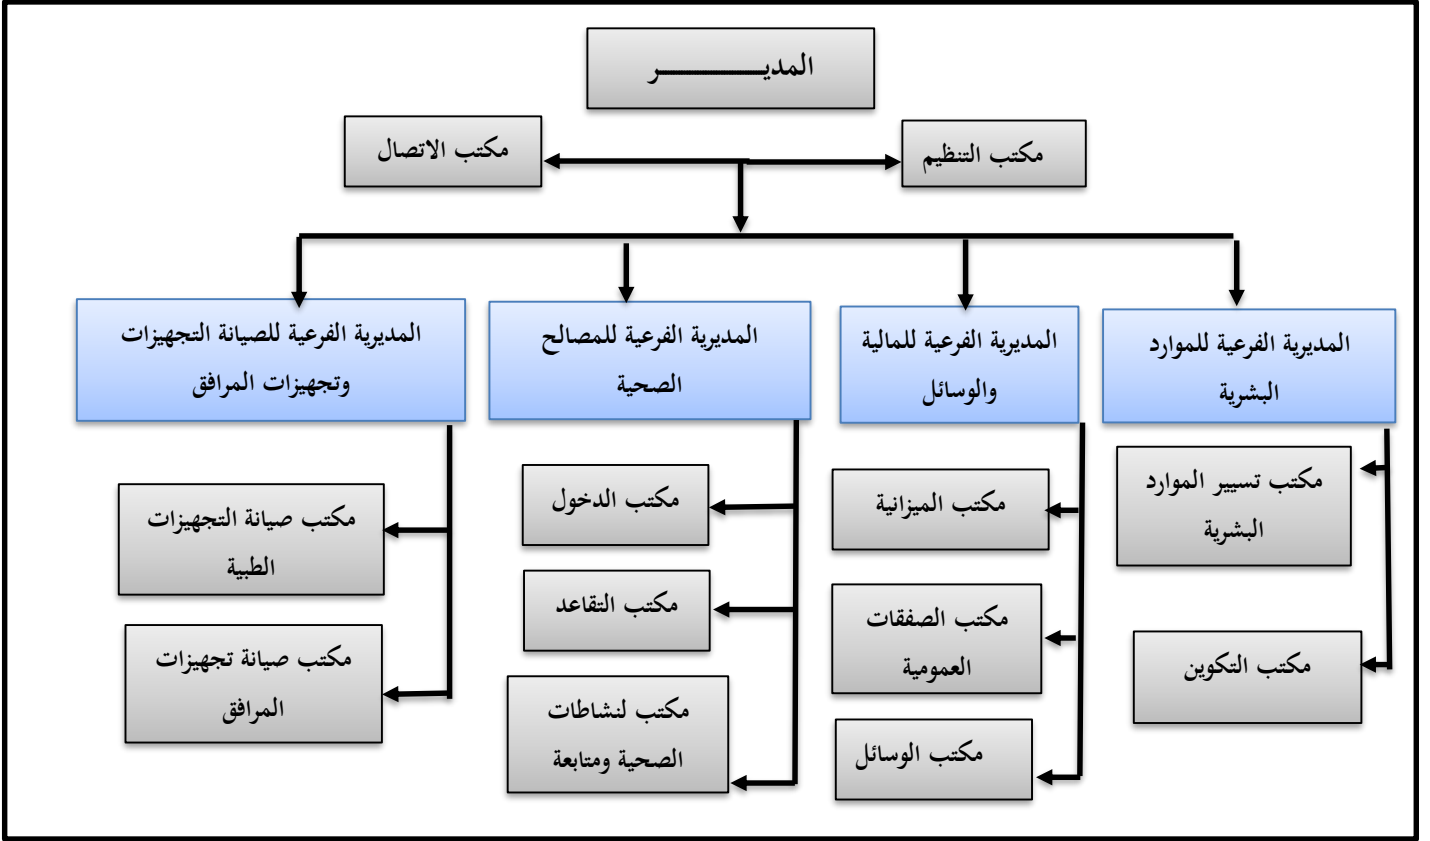 المديـــــــــــــر
مكتب التنظيم
مكتب الاتصال
المديرية الفرعية للموارد
البشرية
المديرية الفرعية للمالية
والوسائل
المديرية الفرعية للمصالح
الصحية
المديرية الفرعية للصيانة التجهيزات
وتجهيزات المرافق
مكتب تسيير الموارد
البشرية
مكتب التكوين
مكتب الميزانية
مكتب الصفقات
العمومية
مكتب الوسائل
مكتب الدخول
مكتب التقاعد
مكتب لنشاطات
الصحية ومتابعة
مكتب صيانة التجهيزات
الطبية
مكتب صيانة تجهيزات
المرافق